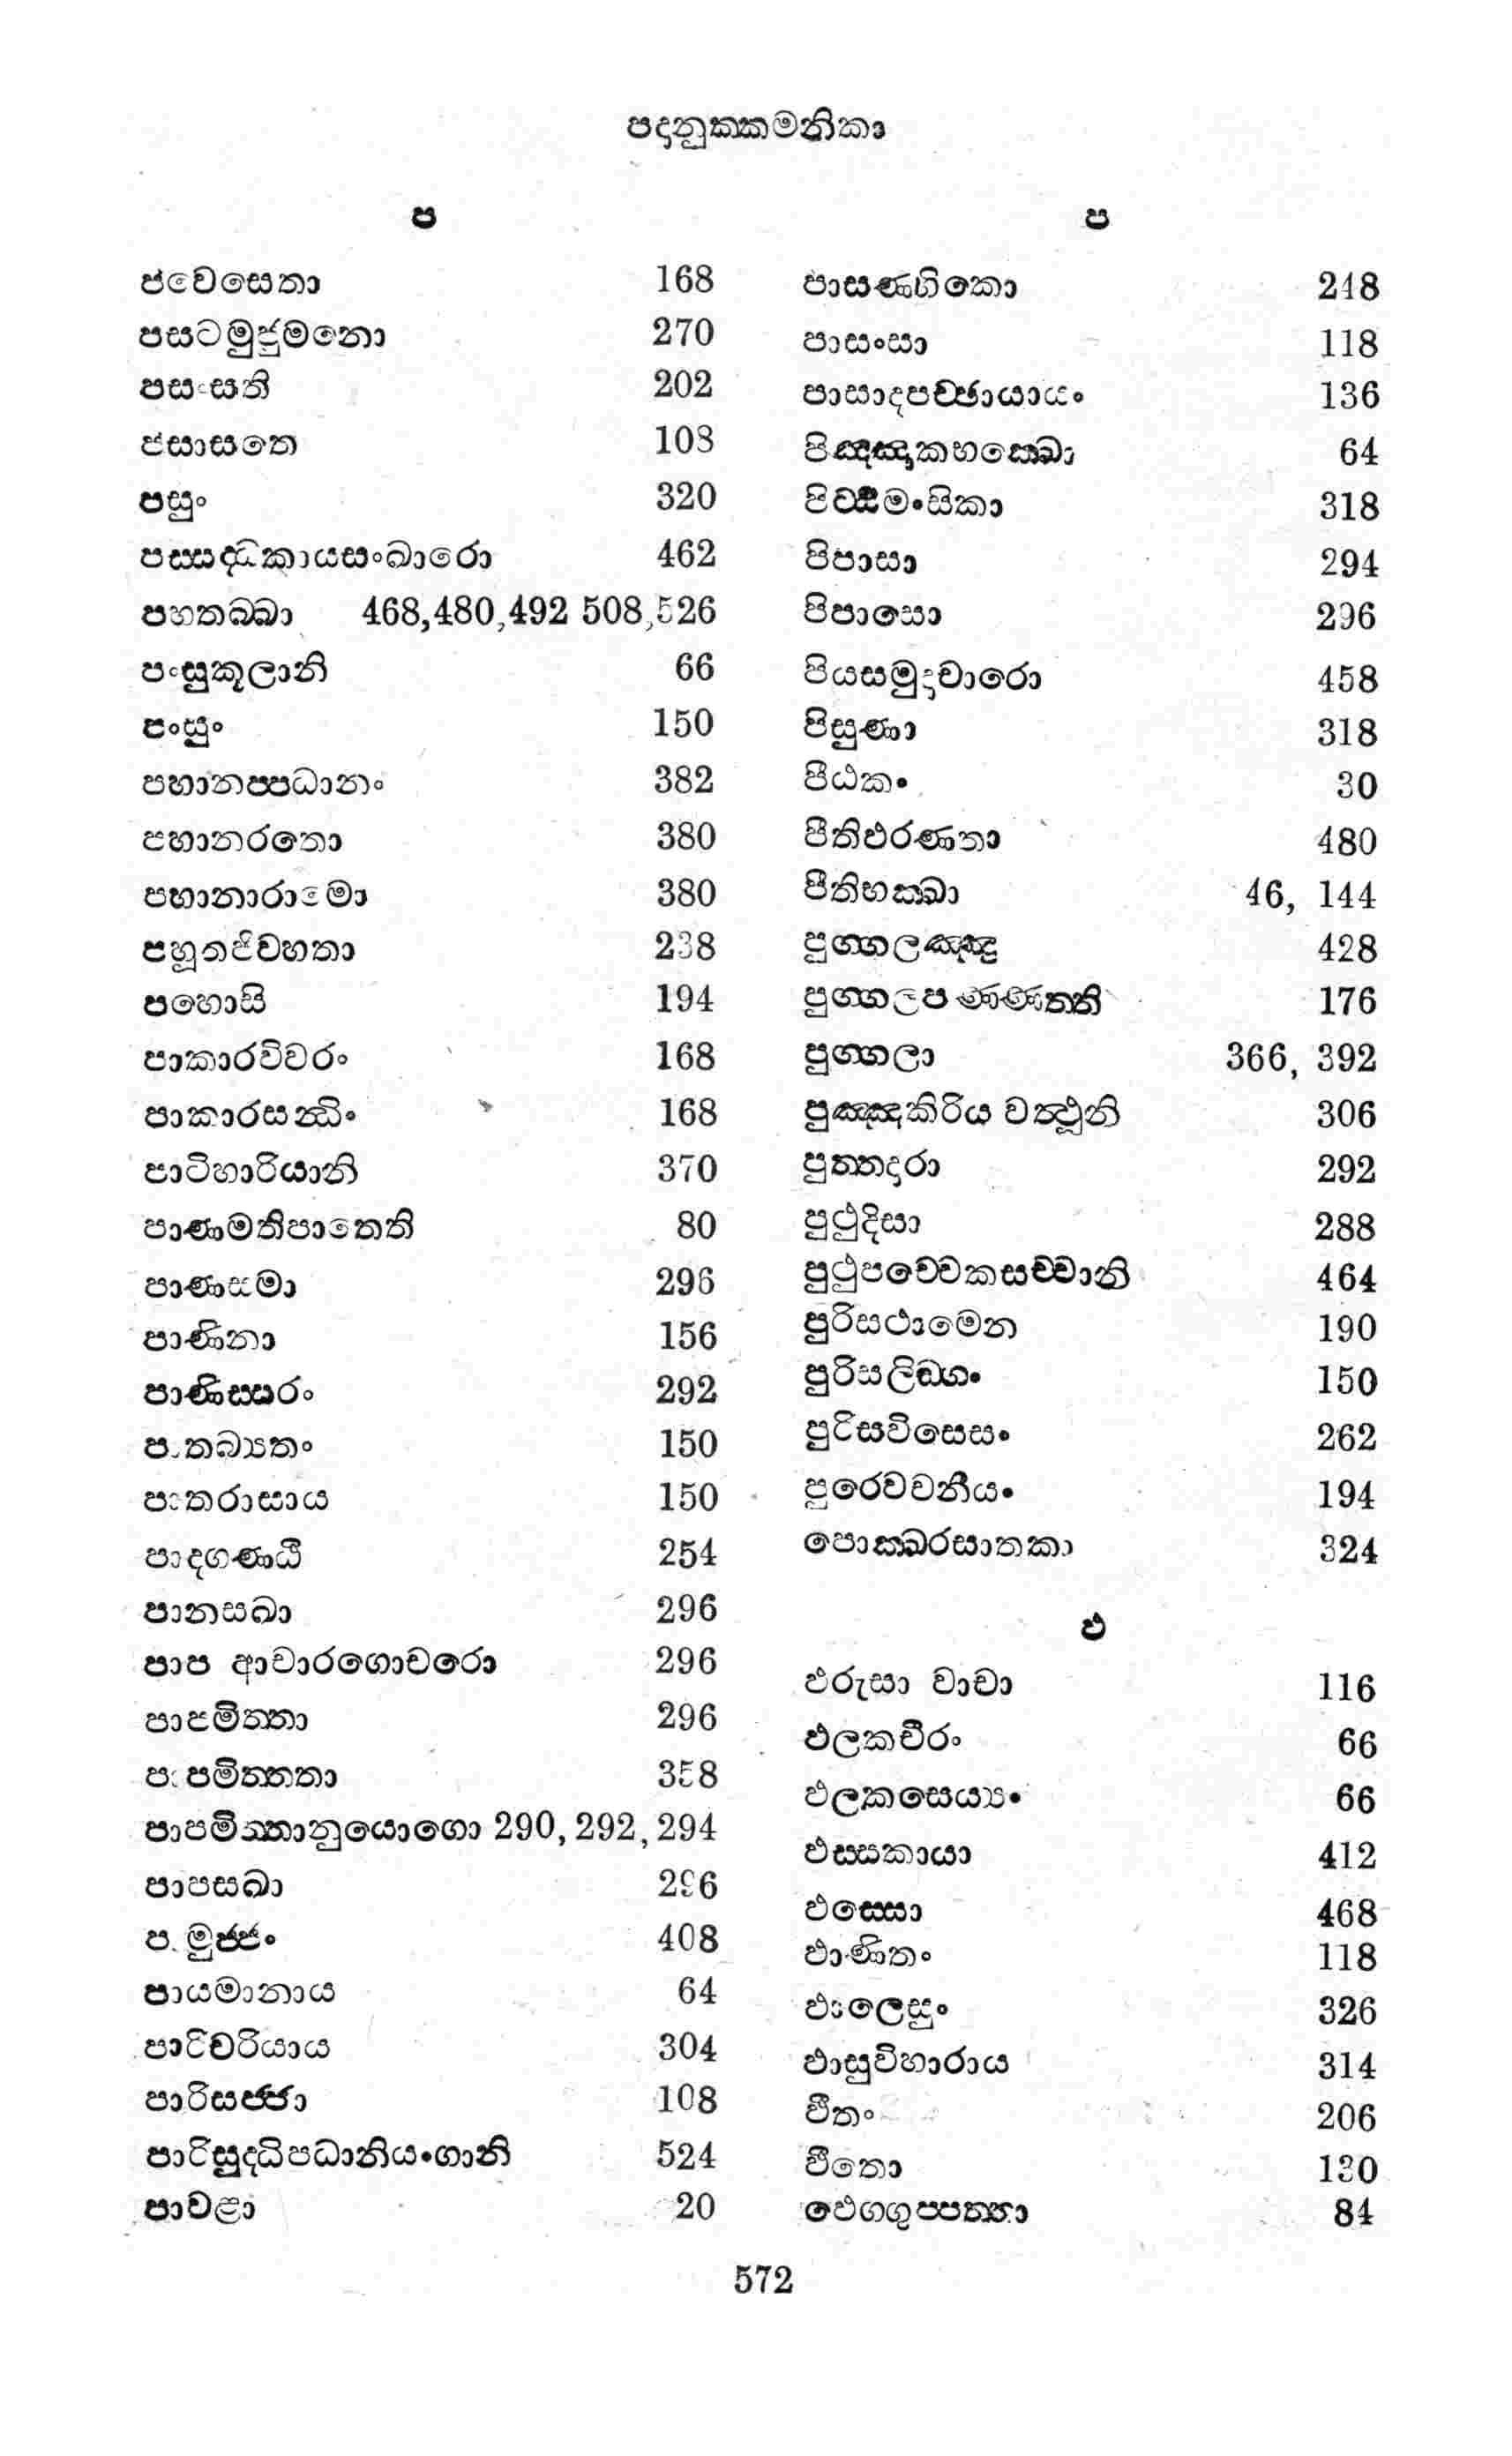 පදානුක්කමනිකා
ප
පවෙසෙතා 168
පසටමුජුමනො 270
පසංසති 202
පසාසතෙ 108
පසුං 320
පස්සද්ධකායසංඛාරො 462
පහතබ්බා 468,480,492 508,526
පංසුකූලානි 66
පංසුං 150
පහානප්පධානං 382
පහානරතො 380
පහානාරාමො 380
පහූතජිවහතා 238
පහොසි 194
පාකාරවිවරං 168
පාකාරසන්ධිං 168
පාටිහාරියානි 370
පාණමතිපාතෙති 80
පාණසමා 296
පාණිනා 156
පාණිස්සරං 292
පාතබ්‍යතං 150
පාතරාසාය 150
පාදගණ්ඨී 254
පානසඛා 296
පාප ආචාරගොචරො 296
පාපමිත්තා 296
පාපමිත්තතා 358
පාපමිත්තානුයොගො 290, 292, 294
පාපසඛා 296
පාමුජ්ජං 408
පායමානාය 64
පාරිචරියාය 304
පාරිසජ්ජා 108
පාරිසුද්ධිපධානියංගානි 524
පාවළා 20
ප
පාසණ්ඩිකො 248
පාසංසා 118
පාසාදපච්ඡායායං 136
පිඤ්ඤාකභක්ඛො 64
පිට්ඨිමංසිකා 318
පිපාසා 294
පිපාසො 296
පියසමුදාචාරො 458
පිසුණා 318
පීඨකං 30
පීතිඵරණතා 480
පීතිභක්ඛා 46, 144
පුග්ගලඤ්ඤූ 428
පුග්ගලපණ්ණත්ති 176
පුග්ගලා 366, 392
පුඤ්ඤකිරිය වත්ථූනි 306
පුත්තදාරා 292
පුථුදිසා 288
පුථුපච්චෙකසච්චානි 464
පුරිසථාමෙන 190
පුරිසලිඞ්ගං 150
පුරිසවිසෙසං 262
පුරෙවචනීයං 194
පොක්ඛරසාතකා 324
ඵ
ඵරුසා වාචා 116
ඵලකචීරං 66
ඵලකසෙය්‍යං 66
ඵස්සකායා 412
ඵස්සො 468
ඵාණිතං 118
ඵාලෙසුං 326
ඵාසුවිහාරාය 314
ඵීතං 206
ඵීතො 130
ඵෙග්ගුප්පත්තා 84
572